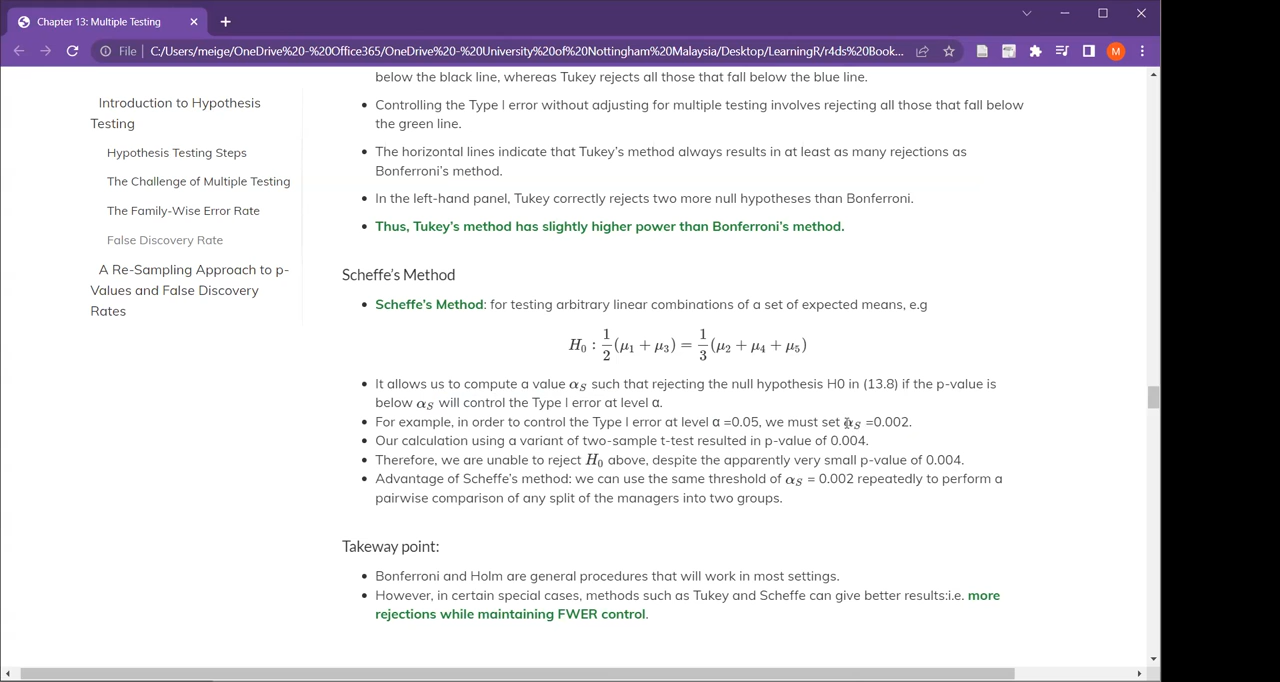 Chapter 13: Multiple Testing
File | C:/Users/meige/OneDrive%20-%20Office365/OneDrive%20-%20University%20of%20Nottingham%20Malaysia/Desktop/LearningR/r4ds%20Book...
M
Introduction to Hypothesis
Testing
Hypothesis Testing Steps
The Challenge of Multiple Testing
The Family-Wise Error Rate
False Discovery Rate
A Re-Sampling Approach to p-
Values and False Discovery
Rates
below the black line, whereas Tukey rejects all those that fall below the blue line.
• Controlling the Type I error without adjusting for multiple testing involves rejecting all those that fall below
the green line.
• The horizontal lines indicate that Tukey's method always results in at least as many rejections as
Bonferroni's method.
• In the left-hand panel, Tukey correctly rejects two more null hypotheses than Bonferroni.
• Thus, Tukey's method has slightly higher power than Bonferroni's method.
Scheffe's Method
• Scheffe's Method: for testing arbitrary linear combinations of a set of expected means, e.g
H₀ : 1/2 (μ₁ + μ₃) = 1/3 (μ₂ + μ₄ + μ₅)
• It allows us to compute a value αS such that rejecting the null hypothesis H0 in (13.8) if the p-value is
below αS will control the Type I error at level α.
• For example, in order to control the Type I error at level α =0.05, we must set αS =0.002.
• Our calculation using a variant of two-sample t-test resulted in p-value of 0.004.
• Therefore, we are unable to reject H₀ above, despite the apparently very small p-value of 0.004.
• Advantage of Scheffe's method: we can use the same threshold of αS = 0.002 repeatedly to perform a
pairwise comparison of any split of the managers into two groups.
Takeway point:
• Bonferroni and Holm are general procedures that will work in most settings.
• However, in certain special cases, methods such as Tukey and Scheffe can give better results:i.e. more
rejections while maintaining FWER control.